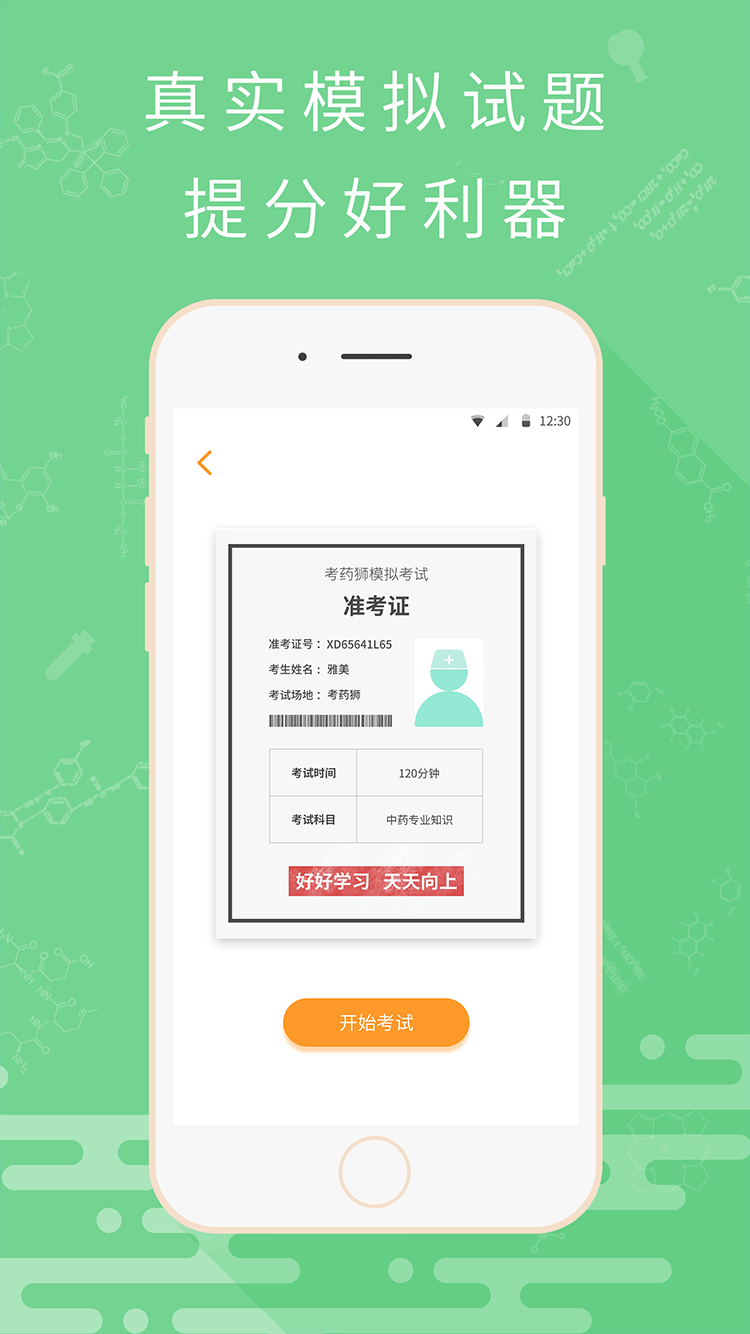 真实模拟试题
提分好利器
12:30
考药狮模拟考试
准考证
准考证号： XD65641L65
考生姓名： 雅美
考试场地： 考药狮
考试时间 120分钟
考试科目 中药专业知识
好好学习 天天向上
开始考试